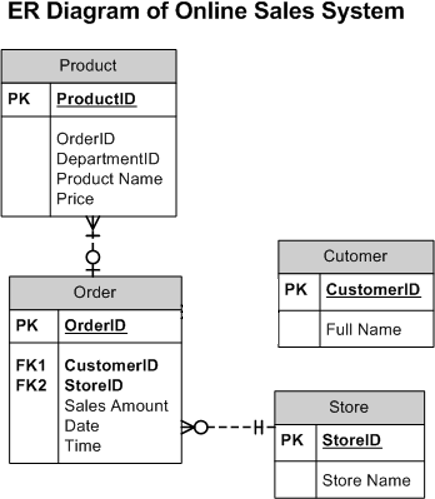 ER Diagram of Online Sales System
Product
PK ProductID
OrderID
DepartmentID
Product Name
Price
Order
PK OrderID
FK1 CustomerID
FK2 StoreID
Sales Amount
Date
Time
Cutomer
PK CustomerID
Full Name
Store
PK StoreID
Store Name